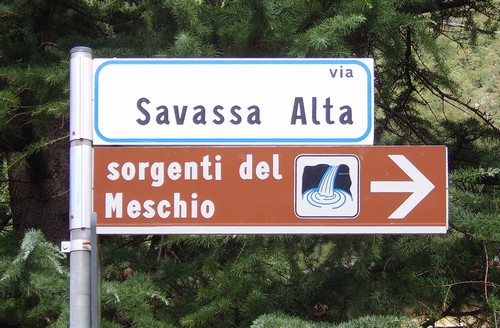 via
Savassa Alta
sorgenti del
Meschio